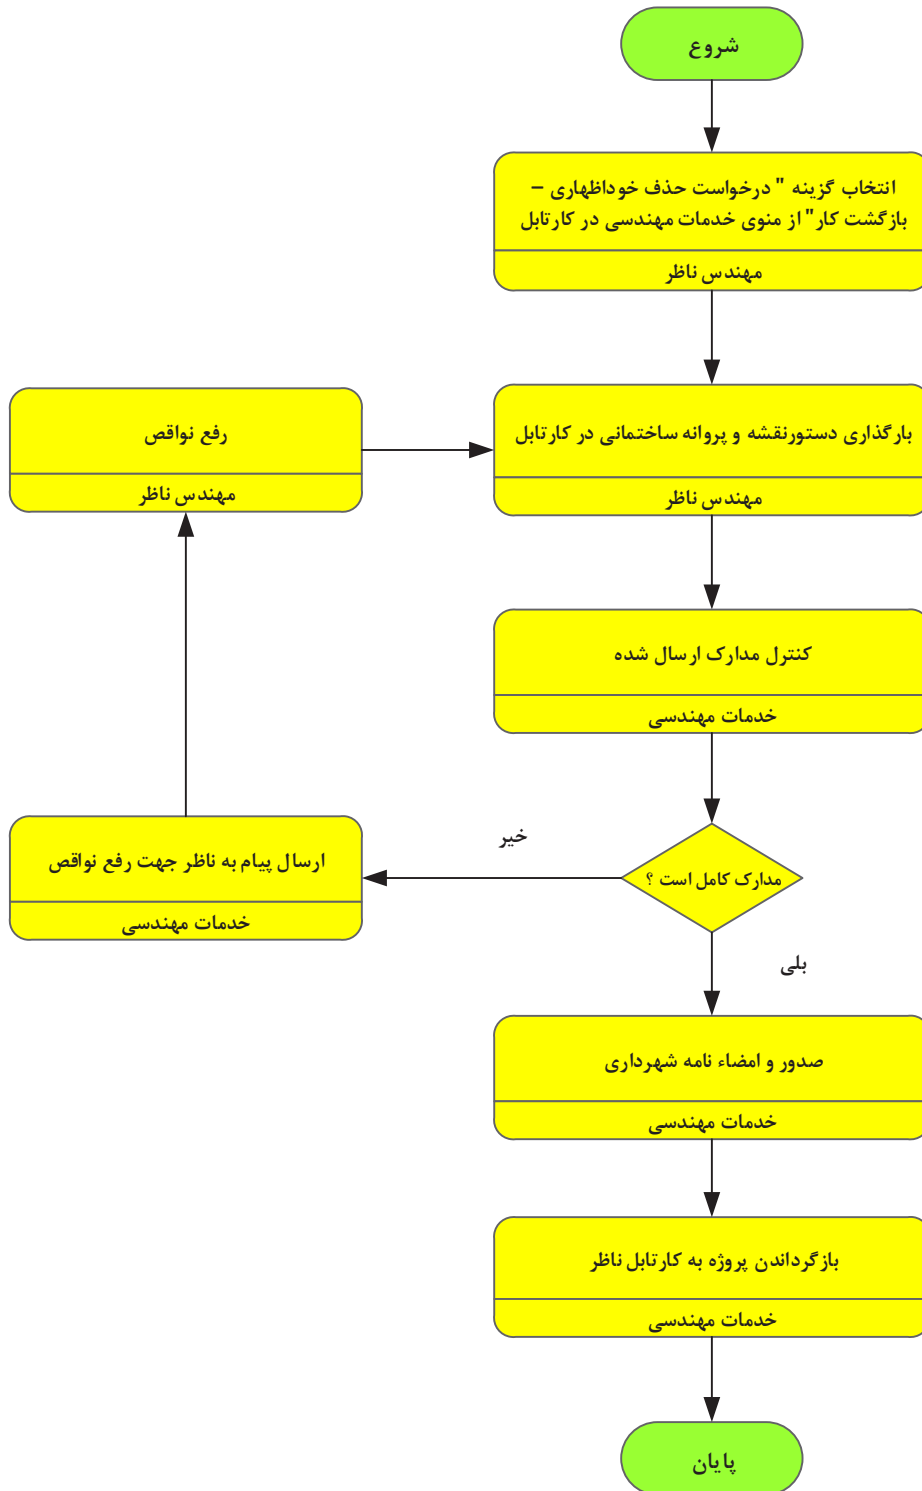 شروع
انتخاب گزینه " درخواست حذف خوداظهاری –
بازگشت کار" از منوی خدمات مهندسی در کارتابل
مهندس ناظر
بارگذاری دستورنقشه و پروانه ساختمانی در کارتابل
مهندس ناظر
رفع نواقص
مهندس ناظر
کنترل مدارک ارسال شده
خدمات مهندسی
مدارک کامل است ؟
خیر
ارسال پیام به ناظر جهت رفع نواقص
خدمات مهندسی
بلی
صدور و امضاء نامه شهرداری
خدمات مهندسی
بازگرداندن پروژه به کارتابل ناظر
خدمات مهندسی
پایان